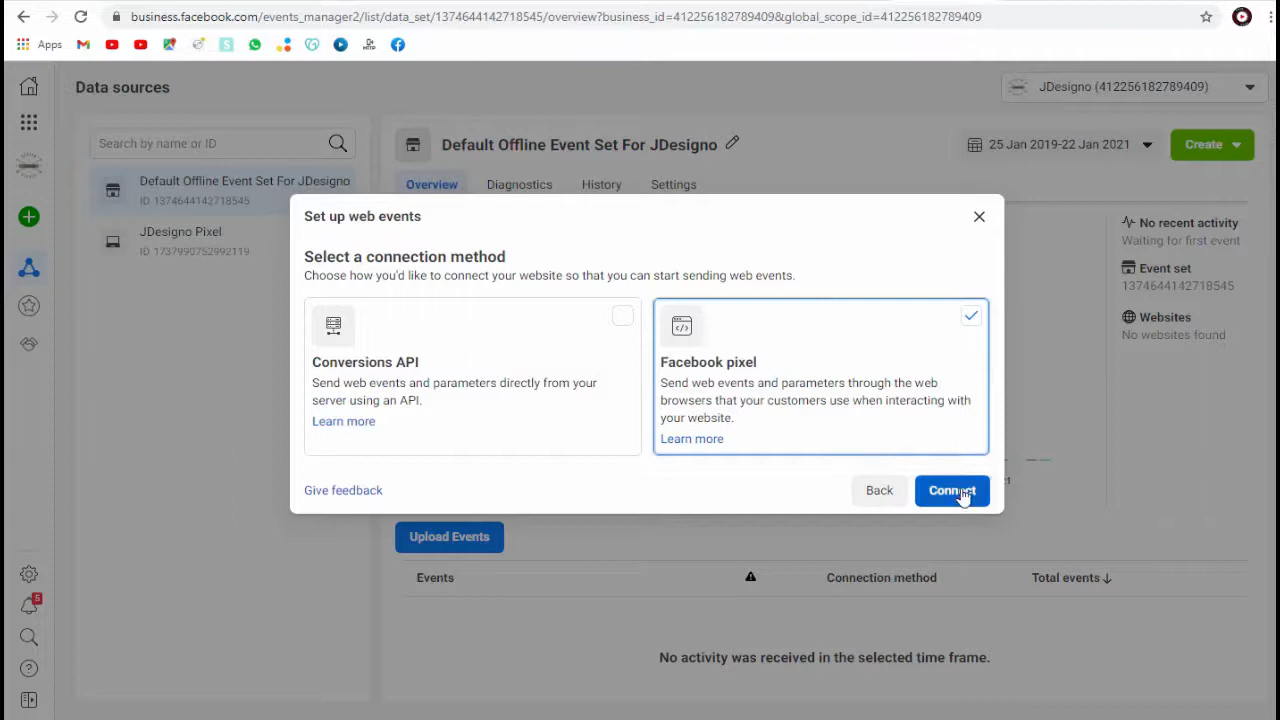 business.facebook.com/events_manager2/list/data_set/1374644142718545/overview?business_id=412256182789409&global_scope_id=412256182789409
Apps
Data sources
JDesigno (412256182789409)
Search by name or ID
Default Offline Event Set For JDesigno
25 Jan 2019-22 Jan 2021
Create
Default Offline Event Set For JDesigno
ID 1374644142718545
Overview
Diagnostics
History
Settings
JDesigno Pixel
ID 1737990752992119
Set up web events
Select a connection method
Choose how you'd like to connect your website so that you can start sending web events.
Conversions API
Send web events and parameters directly from your
server using an API.
Learn more
Facebook pixel
Send web events and parameters through the web
browsers that your customers use when interacting with
your website.
Learn more
Give feedback
Back
Connect
No recent activity
Waiting for first event
Event set
1374644142718545
Websites
No websites found
Upload Events
Events
Connection method
Total events
No activity was received in the selected time frame.
5